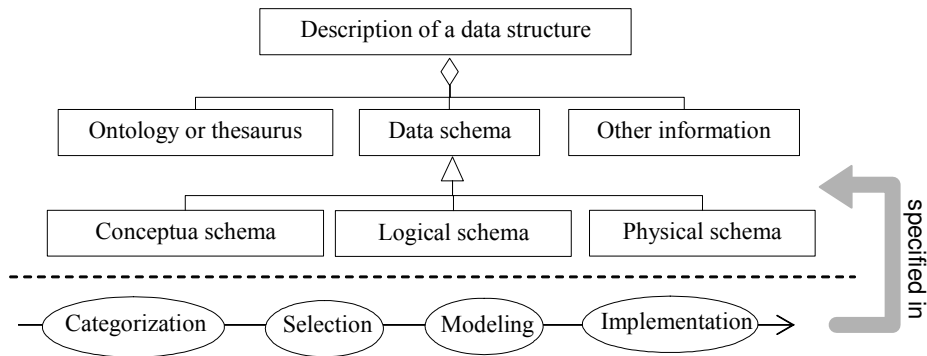 Description of a data structure
Ontology or thesaurus
Data schema
Other information
Conceptua schema
Logical schema
Physical schema
specified in
Categorization
Selection
Modeling
Implementation